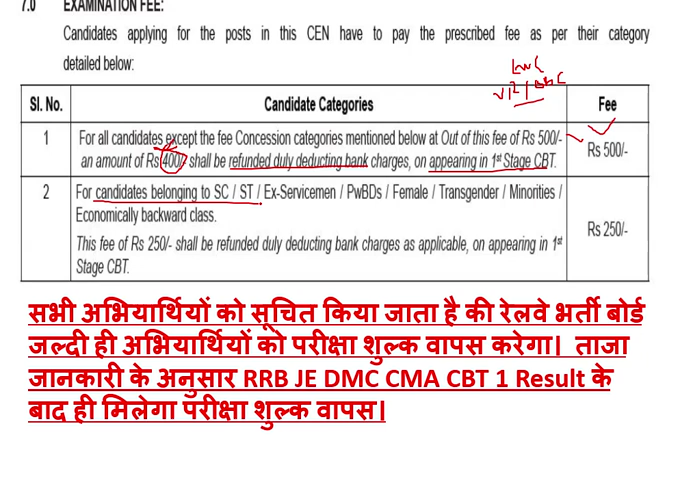 7.0 EXAMINATION FEE:
Candidates applying for the posts in this CEN have to pay the prescribed fee as per their category
detailed below:
Sl. No. Candidate Categories Fee
1 For all candidates except the fee Concession categories mentioned below at Out of this fee of Rs 500/- Rs 500/-
an amount of Rs 400/- shall be refunded duly deducting bank charges, on appearing in 1st Stage CBT.
2 For candidates belonging to SC / ST / Ex-Servicemen / PwBDs / Female / Transgender / Minorities / Rs 250/-
Economically backward class.
This fee of Rs 250/- shall be refunded duly deducting bank charges as applicable, on appearing in 1st
Stage CBT.
सभी अभियार्थियों को सूचित किया जाता है की रेलवे भर्ती बोर्ड
जल्दी ही अभियार्थियों को परीक्षा शुल्क वापस करेगा। ताजा
जानकारी के अनुसार RRB JE DMC CMA CBT 1 Result के
बाद ही मिलेगा परीक्षा शुल्क वापस।